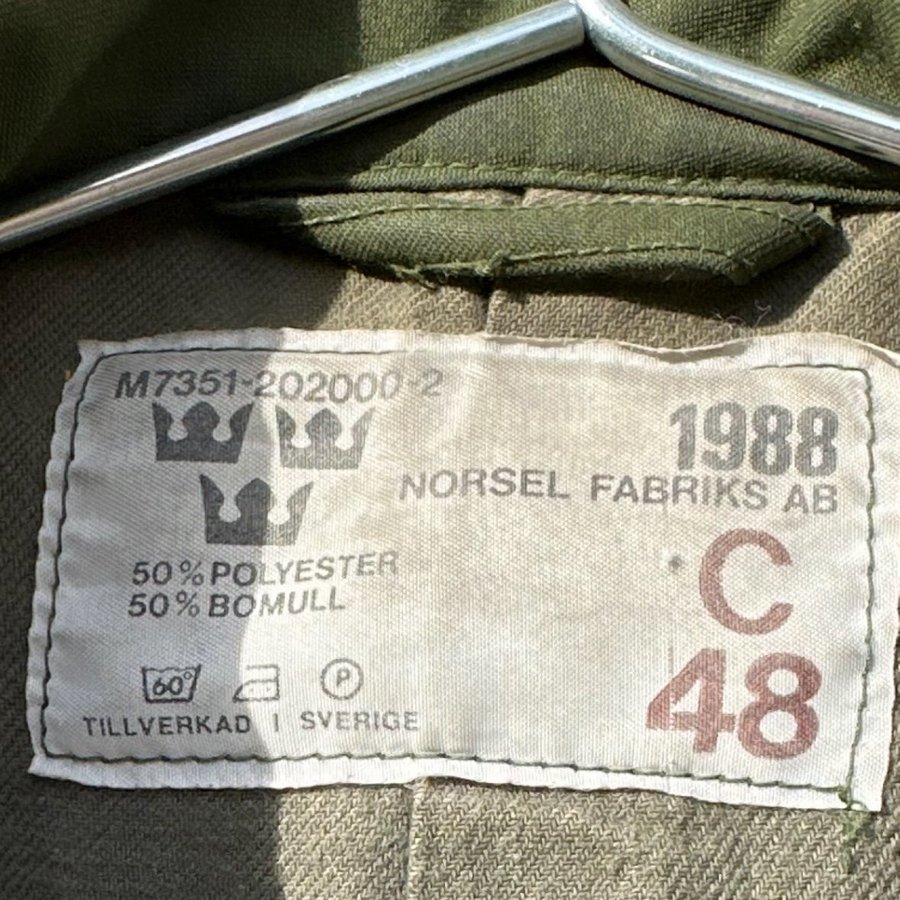 M7351-202000-2
1988
NORSEL FABRIKS AB
50% POLYESTER
50% BOMULL
C
48
60°
P
TILLVERKAD I SVERIGE